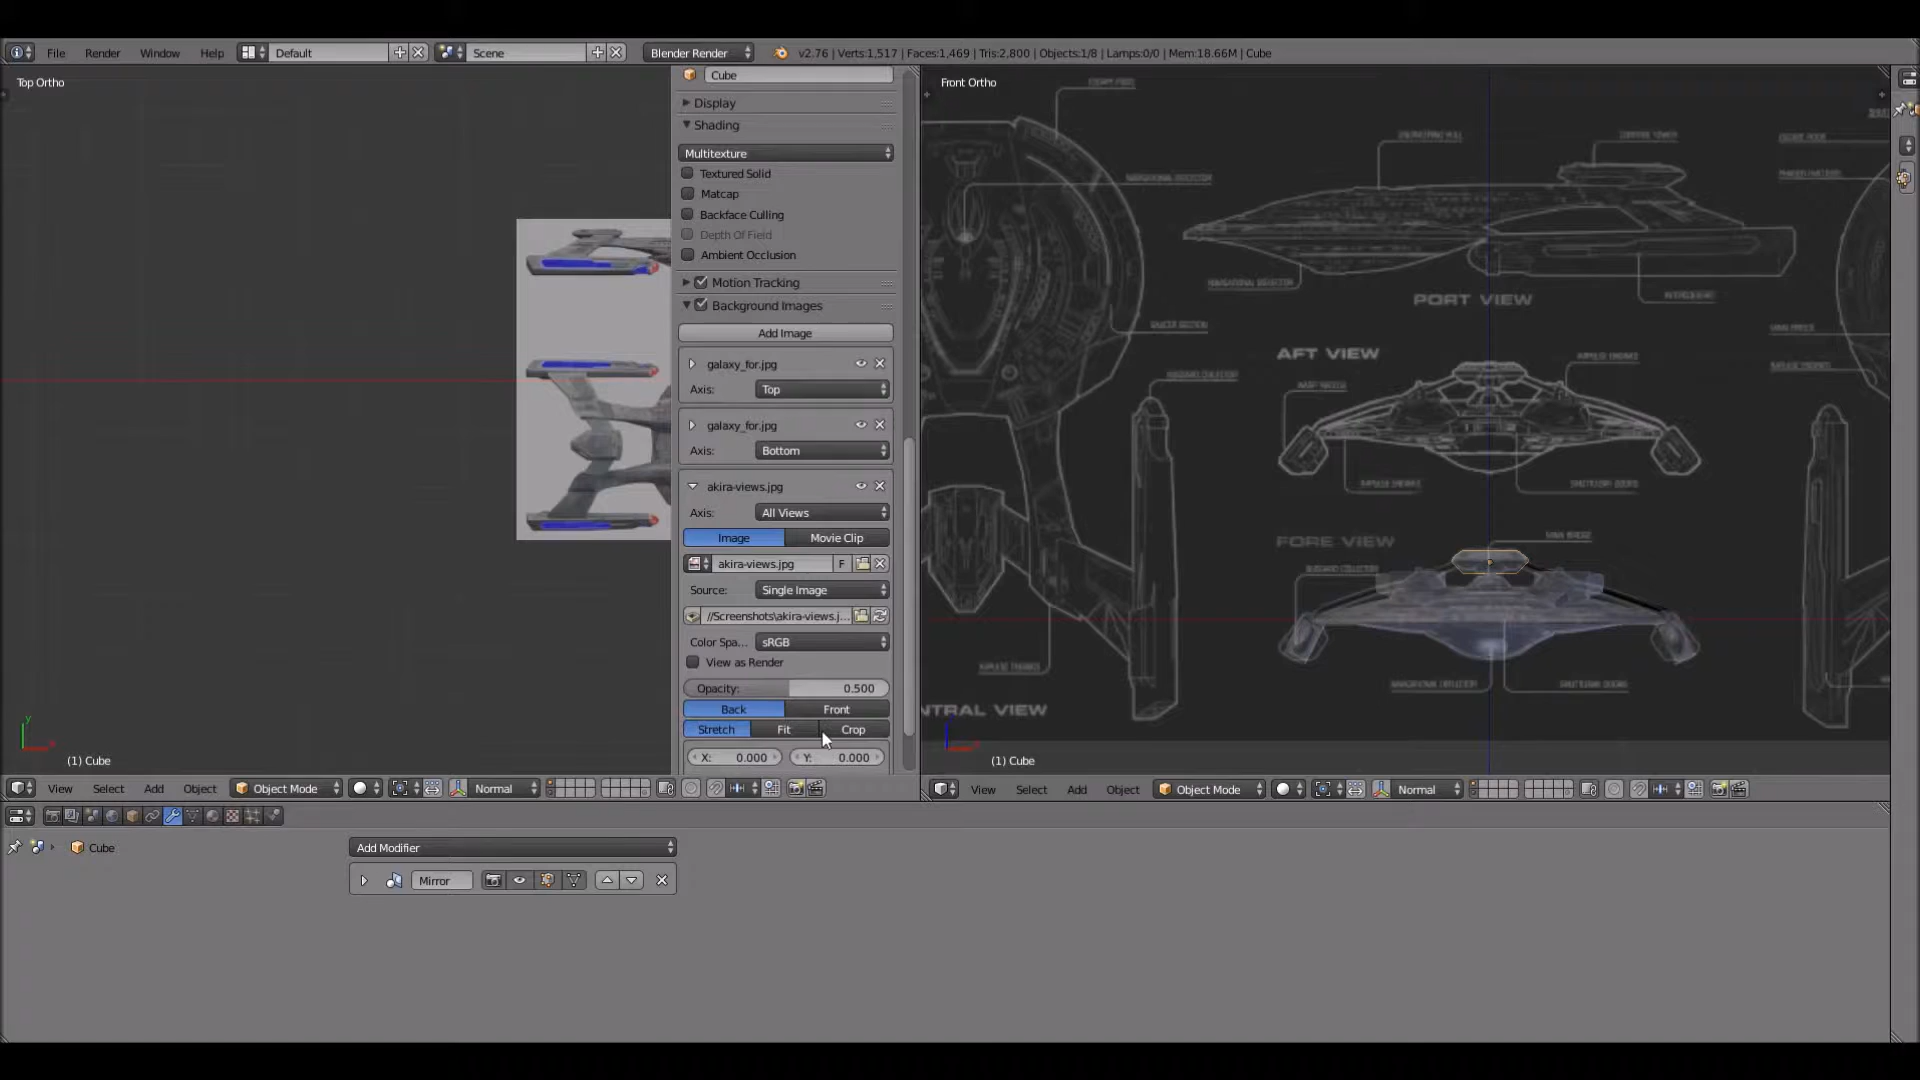 File Render Window Help Default Scene Blender Render v2.76 | Verts:1,517 | Faces:1,469 | Tris:2,800 | Objects:1/8 | Lamps:0/0 | Mem:18.66M | Cube
Top Ortho
Cube
Display
Shading
Multitexture
Textured Solid
Matcap
Backface Culling
Depth Of Field
Ambient Occlusion
Motion Tracking
Background Images
Add Image
galaxy_for.jpg
Axis: Top
galaxy_for.jpg
Axis: Bottom
akira-views.jpg
Axis: All Views
Image Movie Clip
akira-views.jpg F
Source: Single Image
//Screenshots\akira-views.j...
Color Spa... sRGB
View as Render
Opacity: 0.500
Back Front
Stretch Fit Crop
X: 0.000 Y: 0.000
y
(1) Cube
View Select Add Object Object Mode Normal
Front Ortho
PORT VIEW
AFT VIEW
FORE VIEW
MAIN BRIDGE
NTRAL VIEW
(1) Cube
View Select Add Object Object Mode Normal
Cube
Add Modifier
Mirror